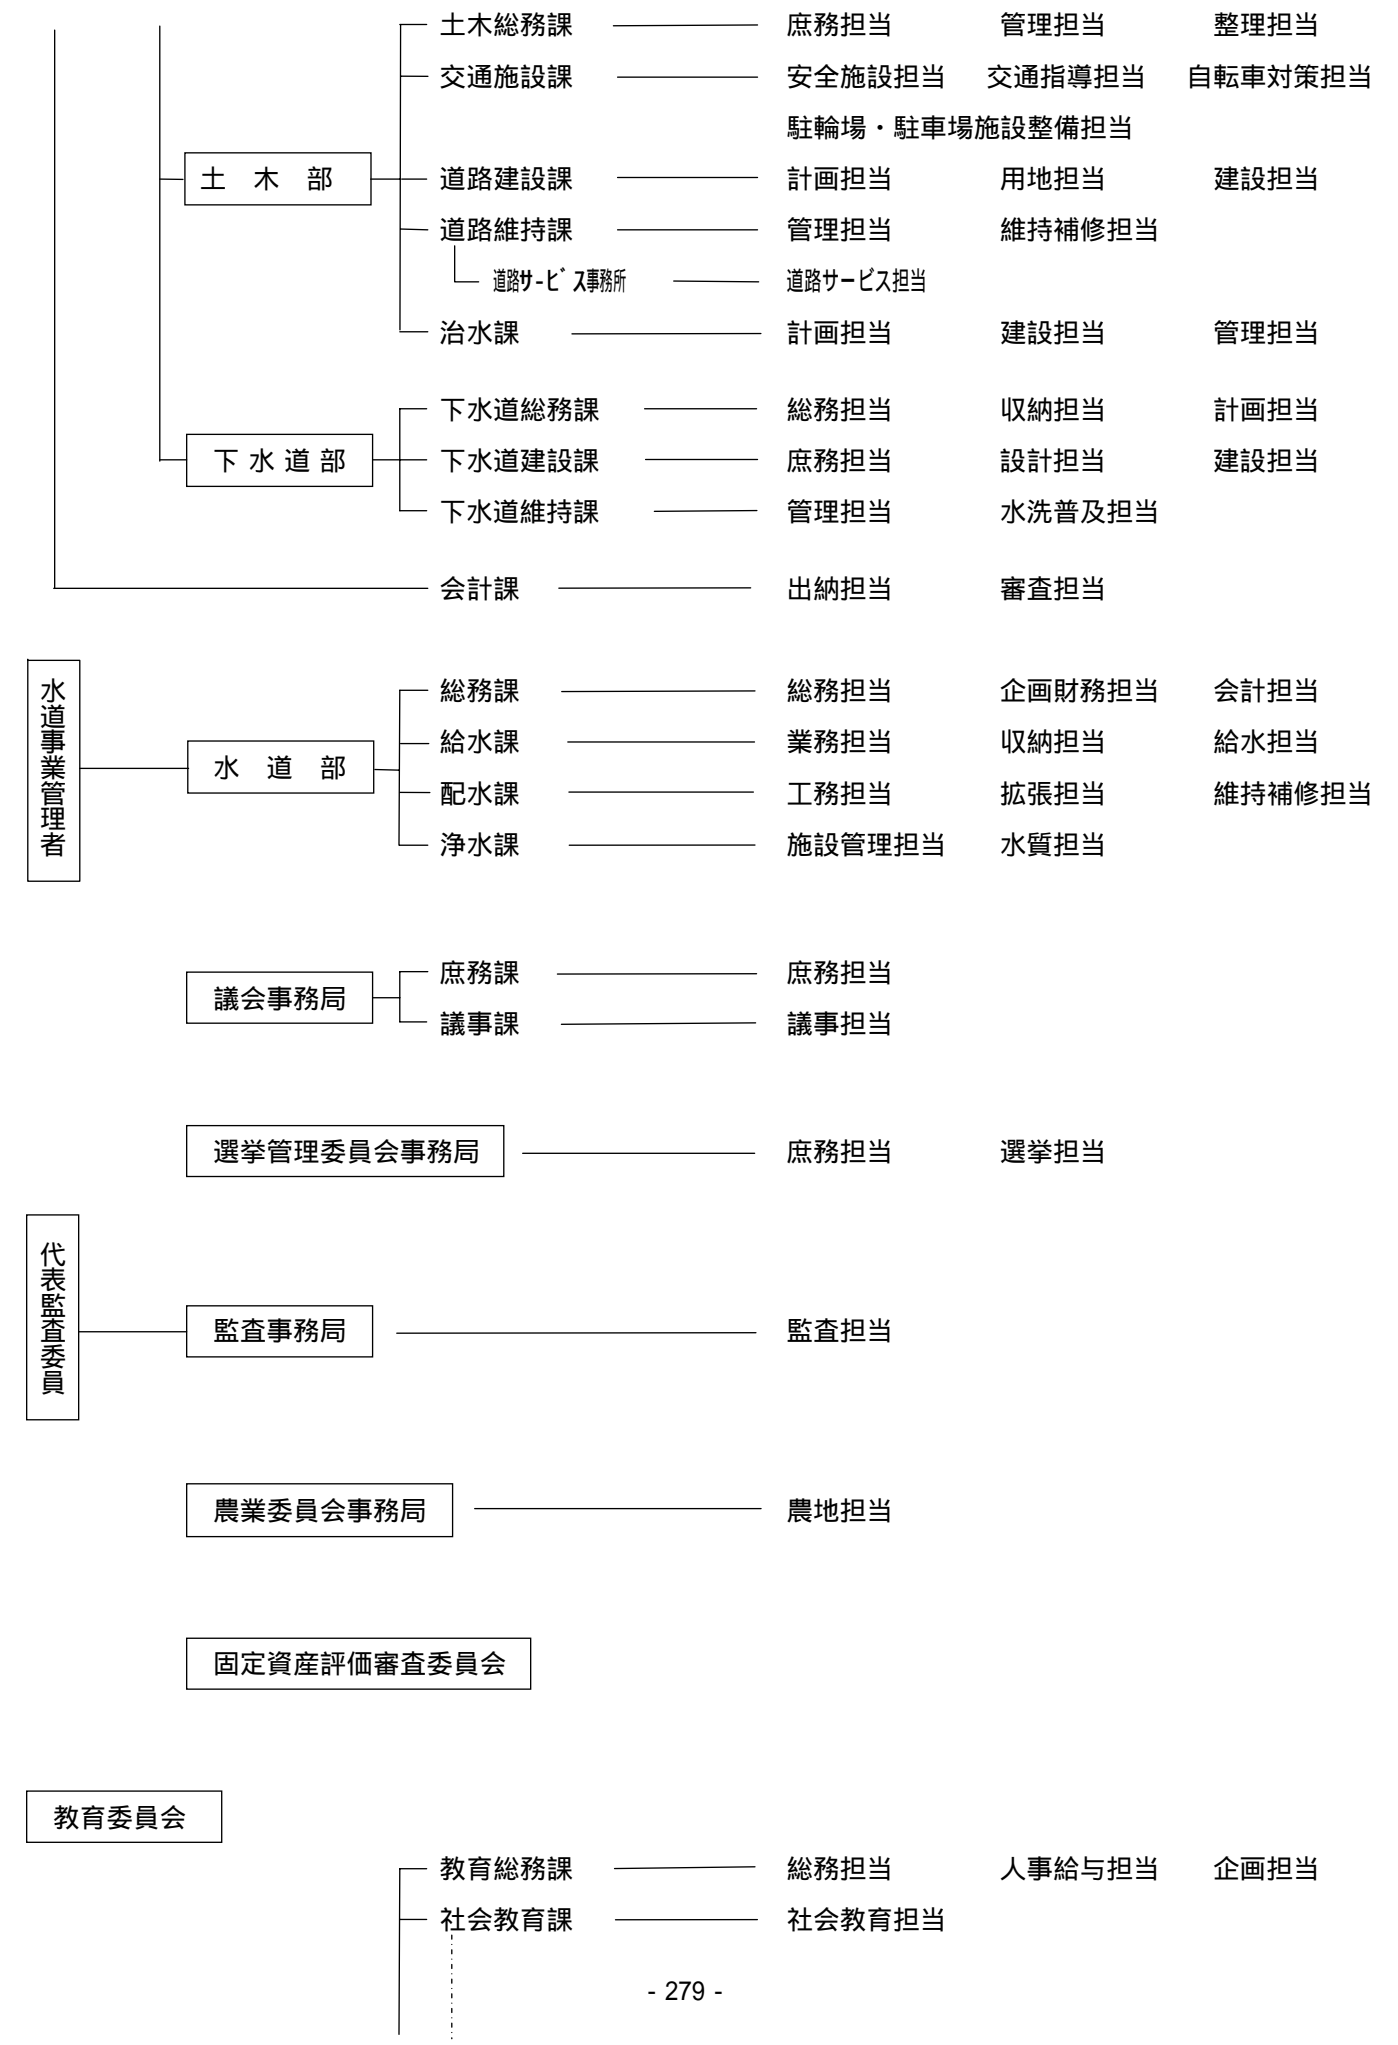 土木総務課 庶務担当 管理担当 整理担当
交通施設課 安全施設担当 交通指導担当 自転車対策担当
駐輪場・駐車場施設整備担当
土木部 道路建設課 計画担当 用地担当 建設担当
道路維持課 管理担当 維持補修担当
道路サービス事務所 道路サービス担当
治水課 計画担当 建設担当 管理担当
下水道総務課 総務担当 収納担当 計画担当
下水道部 下水道建設課 庶務担当 設計担当 建設担当
下水道維持課 管理担当 水洗普及担当
会計課 出納担当 審査担当
水道事業管理者
総務課 総務担当 企画財務担当 会計担当
給水課 業務担当 収納担当 給水担当
水道部
配水課 工務担当 拡張担当 維持補修担当
浄水課 施設管理担当 水質担当
庶務課 庶務担当
議会事務局
議事課 議事担当
選挙管理委員会事務局 庶務担当 選挙担当
代表監査委員
監査事務局 監査担当
農業委員会事務局 農地担当
固定資産評価審査委員会
教育委員会
教育総務課 総務担当 人事給与担当 企画担当
社会教育課 社会教育担当
- 279 -